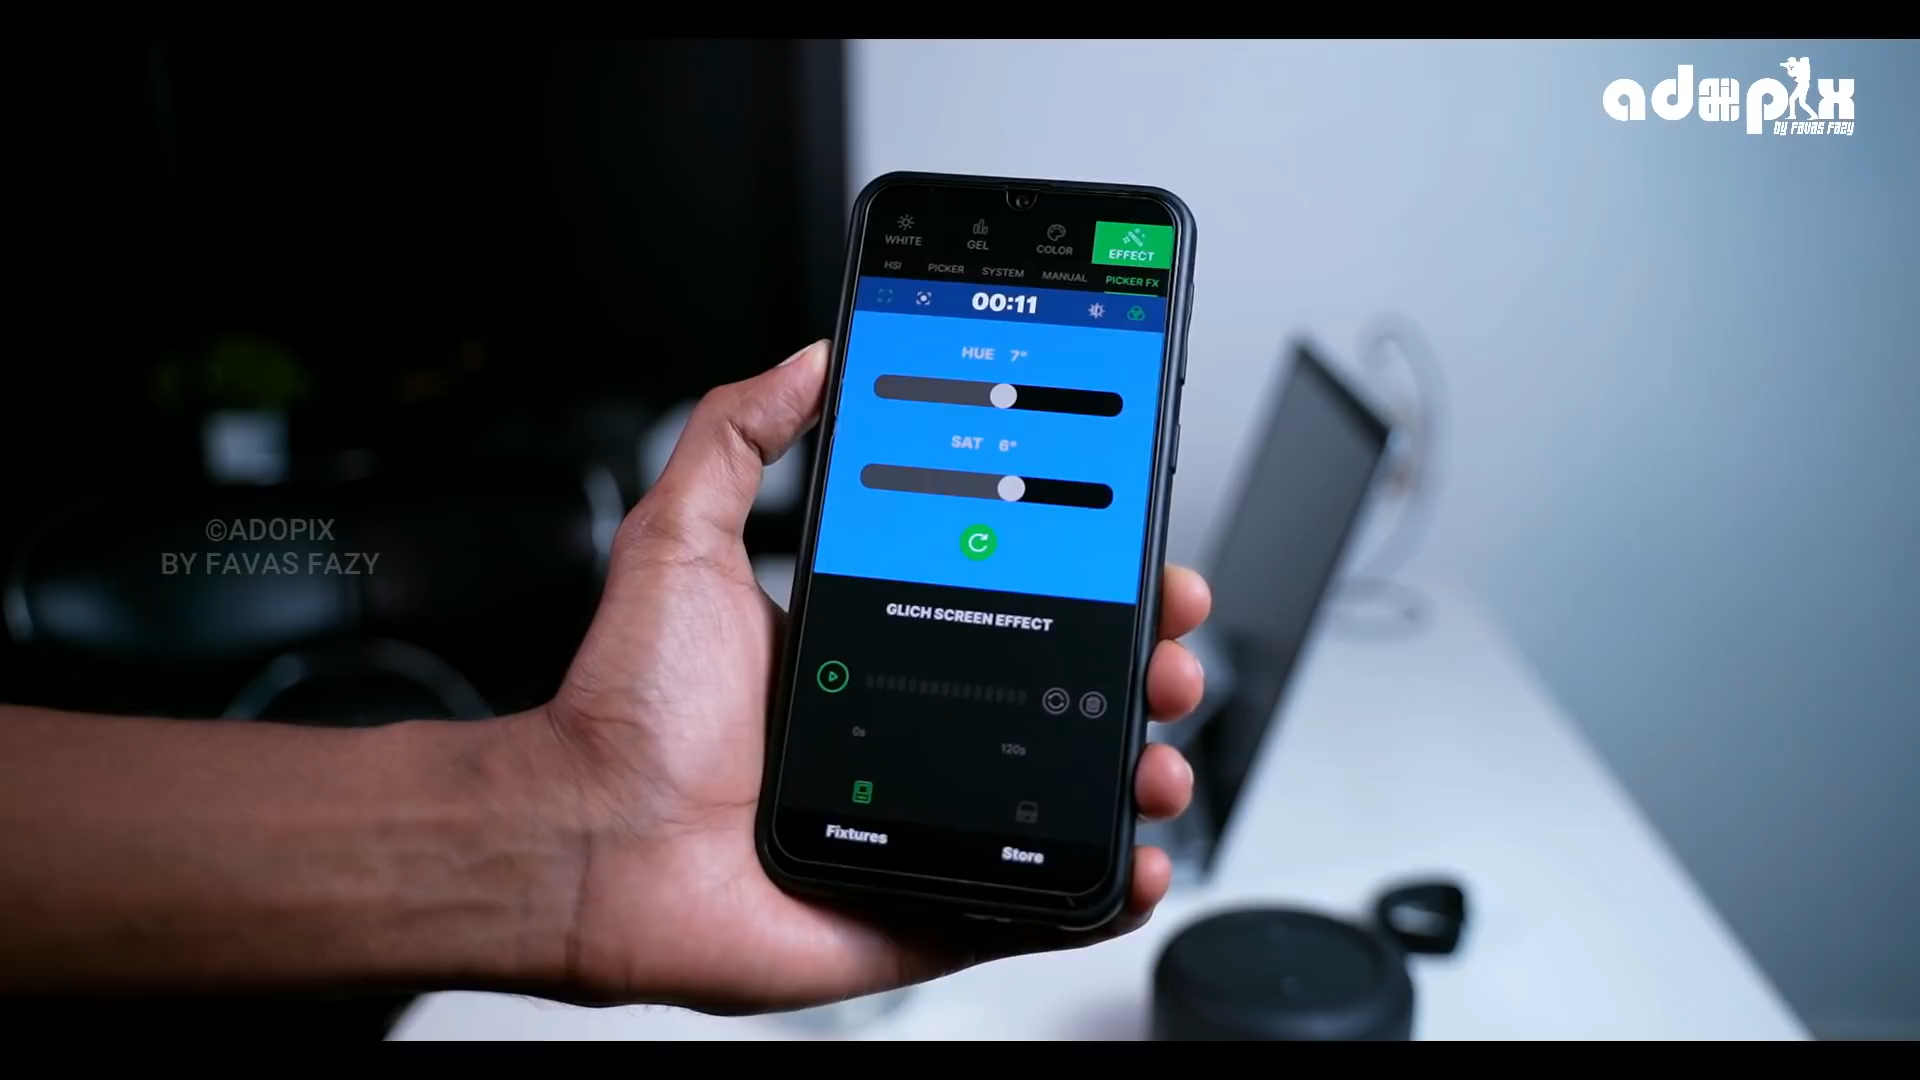 adopix
by FAVAS FAZY
WHITE GEL COLOR EFFECT
HSI PICKER SYSTEM MANUAL PICKER FX
00:11
HUE 7°
SAT 6°
©ADOPIX
BY FAVAS FAZY
GLICH SCREEN EFFECT
0s 120s
Fixtures Store